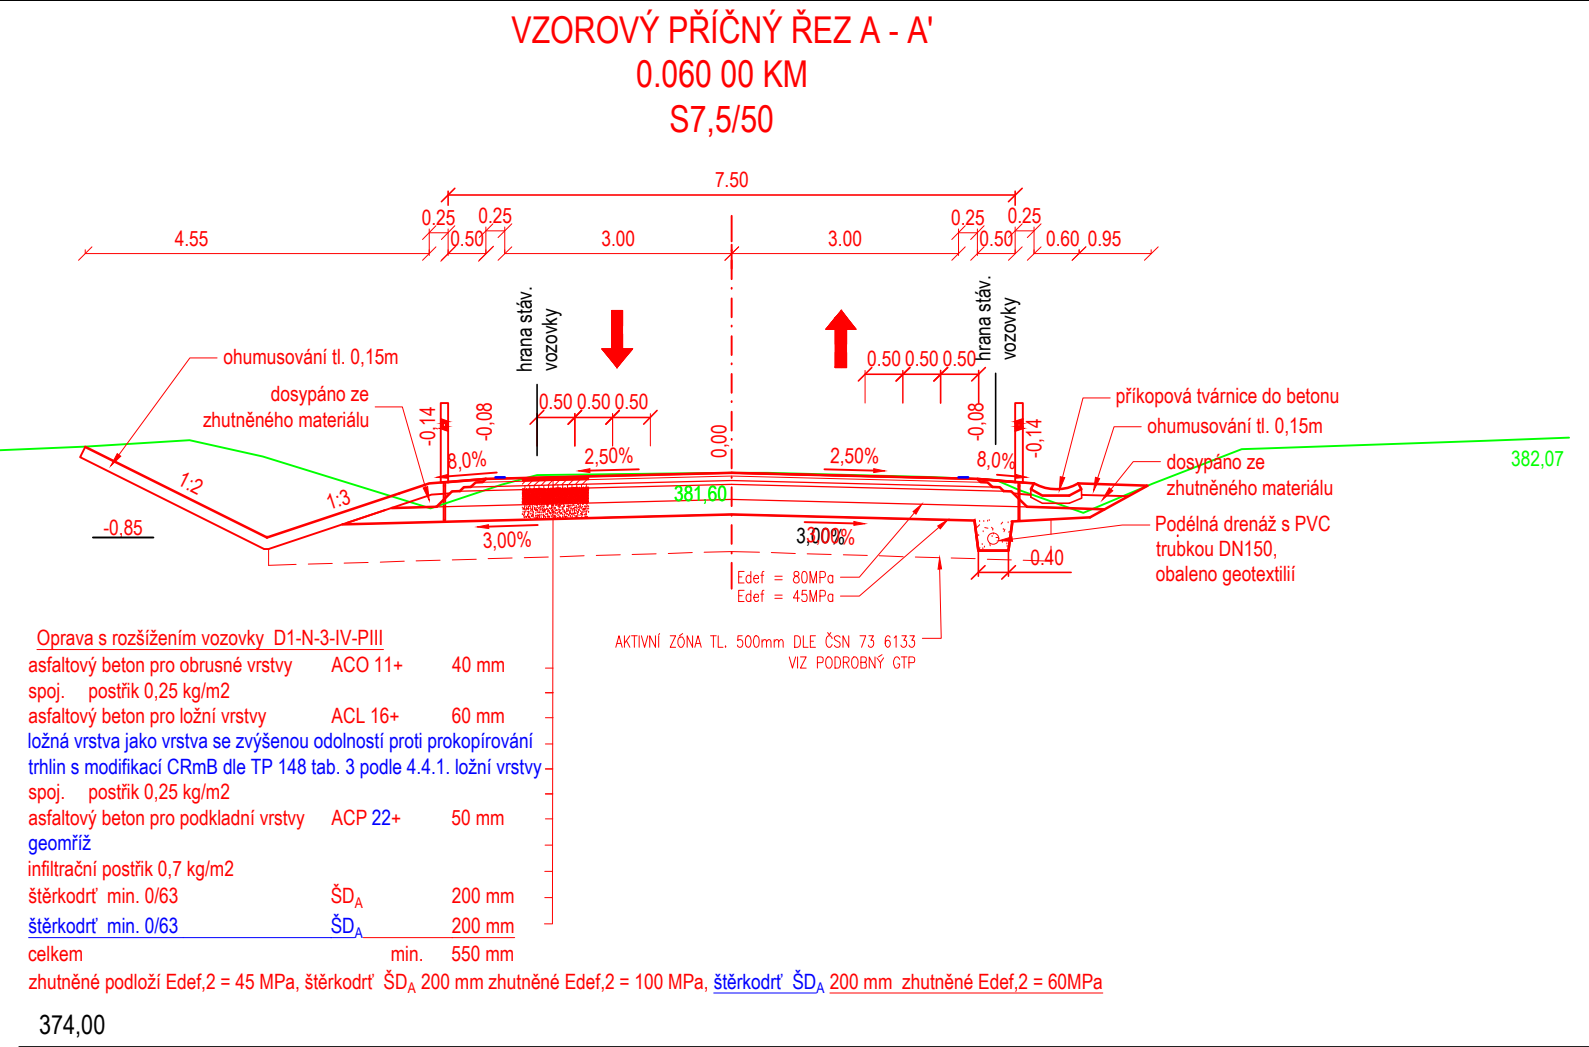 VZOROVÝ PŘÍČNÝ ŘEZ A - A'
0.060 00 KM
S7,5/50
7.50
0.25
0.25
0.25
0.25
4.55
0.50
3.00
3.00
0.50
0.60
0.95
hrana stáv.
vozovky
hrana stáv.
vozovky
ohumusování tl. 0,15m
dosypáno ze
zhutněného materiálu
0.50 0.50 0.50
0.50 0.50 0.50
příkopová tvárnice do betonu
ohumusování tl. 0,15m
dosypáno ze
zhutněného materiálu
-0,14
-0,08
0,00
-0,08
-0,14
8,0%
2,50%
2,50%
8,0%
382,07
1:2
1:3
381,60
-0.85
3,00%
3,00%
Podélná drenáž s PVC
trubkou DN150,
obaleno geotextilií
0.40
Edef = 80MPa
Edef = 45MPa
AKTIVNÍ ZÓNA TL. 500mm DLE ČSN 73 6133
VIZ PODROBNÝ GTP
Oprava s rozšížením vozovky D1-N-3-IV-PIII
asfaltový beton pro obrusné vrstvy ACO 11+ 40 mm
spoj. postřik 0,25 kg/m2
asfaltový beton pro ložní vrstvy ACL 16+ 60 mm
ložná vrstva jako vrstva se zvýšenou odolností proti prokopírování
trhlin s modifikací CRmB dle TP 148 tab. 3 podle 4.4.1. ložní vrstvy
spoj. postřik 0,25 kg/m2
asfaltový beton pro podkladní vrstvy ACP 22+ 50 mm
geomříž
infiltrační postřik 0,7 kg/m2
štěrkodrť min. 0/63 ŠDA 200 mm
štěrkodrť min. 0/63 ŠDA 200 mm
celkem min. 550 mm
zhutněné podloží Edef,2 = 45 MPa, štěrkodrť ŠDA 200 mm zhutněné Edef,2 = 100 MPa, štěrkodrť ŠDA 200 mm zhutněné Edef,2 = 60MPa
374,00